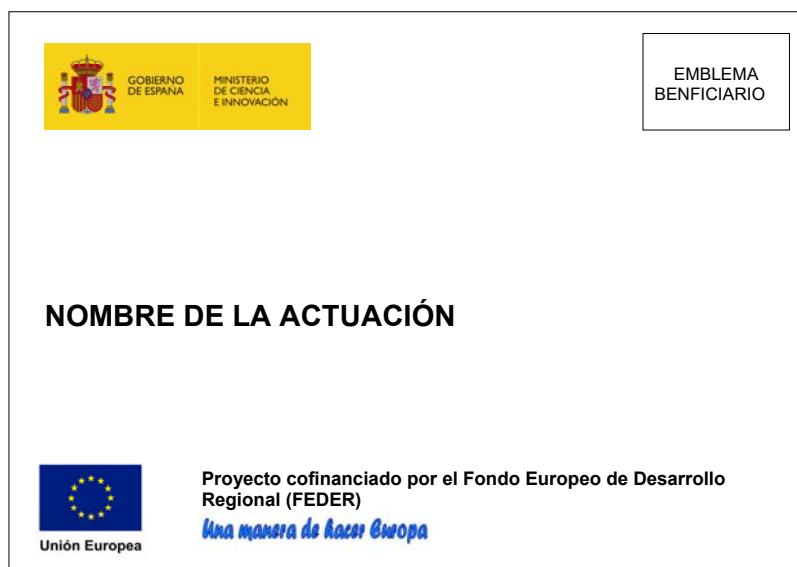 GOBIERNO
DE ESPAÑA
MINISTERIO
DE CIENCIA
E INNOVACIÓN
EMBLEMA
BENFICIARIO
NOMBRE DE LA ACTUACIÓN
Proyecto cofinanciado por el Fondo Europeo de Desarrollo
Regional (FEDER)
Una manera de hacer Europa
Unión Europea